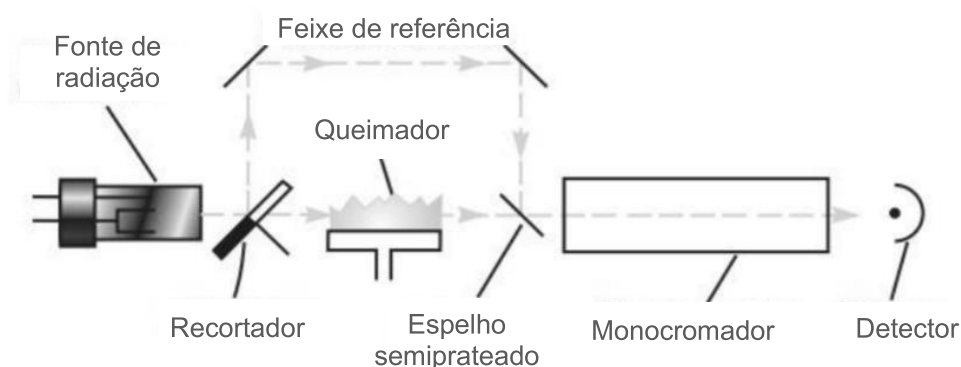 Feixe de referência
Fonte de
radiação
Queimador
Recortador
Espelho
semiprateado
Monocromador
Detector